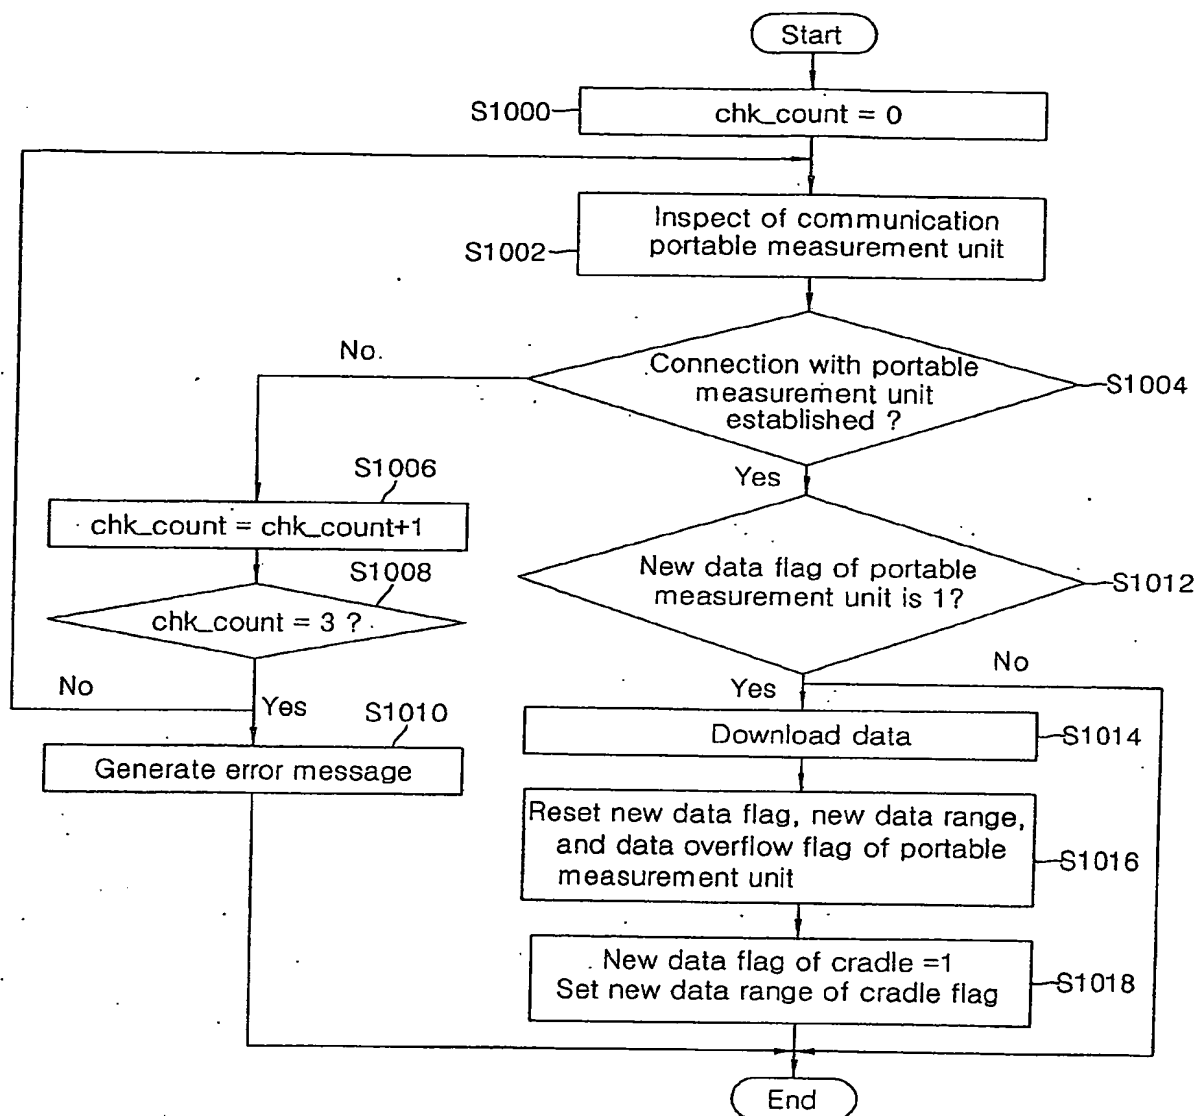 Start
S1000
chk_count = 0
Inspect of communication
portable measurement unit
S1002
No
Connection with portable
measurement unit
established ?
S1004
Yes
S1006
chk_count = chk_count+1
S1008
chk_count = 3 ?
New data flag of portable
measurement unit is 1?
S1012
No
Yes
S1010
Generate error message
Yes
No
Download data
S1014
Reset new data flag, new data range,
and data overflow flag of portable
measurement unit
S1016
New data flag of cradle =1
Set new data range of cradle flag
S1018
End